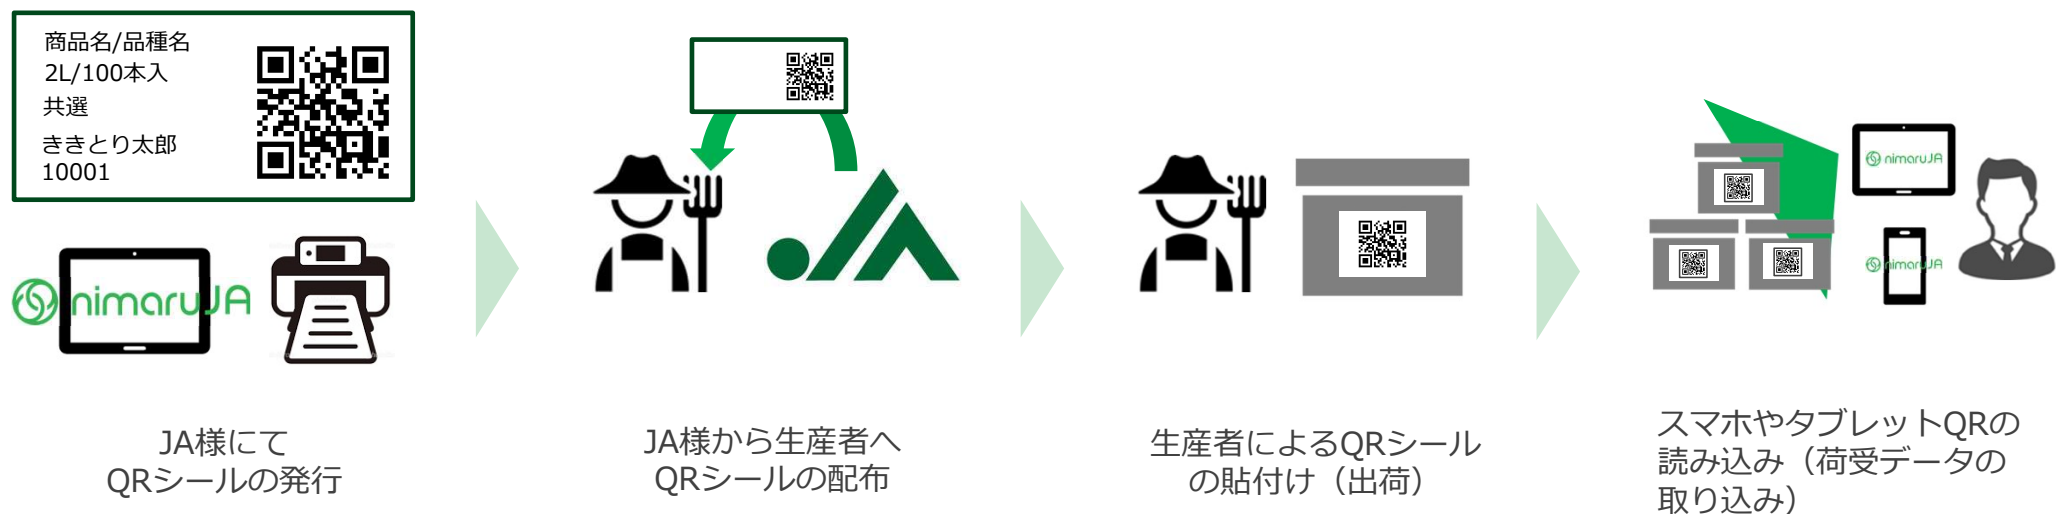 商品名/品種名
2L/100本入
共選
ききとり太郎
10001
nimaruJA
JA様にて
QRシールの発行
JA
JA様から生産者へ
QRシールの配布
生産者によるQRシール
の貼付け（出荷）
nimaruJA
nimaruJA
スマホやタブレットQRの
読み込み（荷受データの
取り込み）